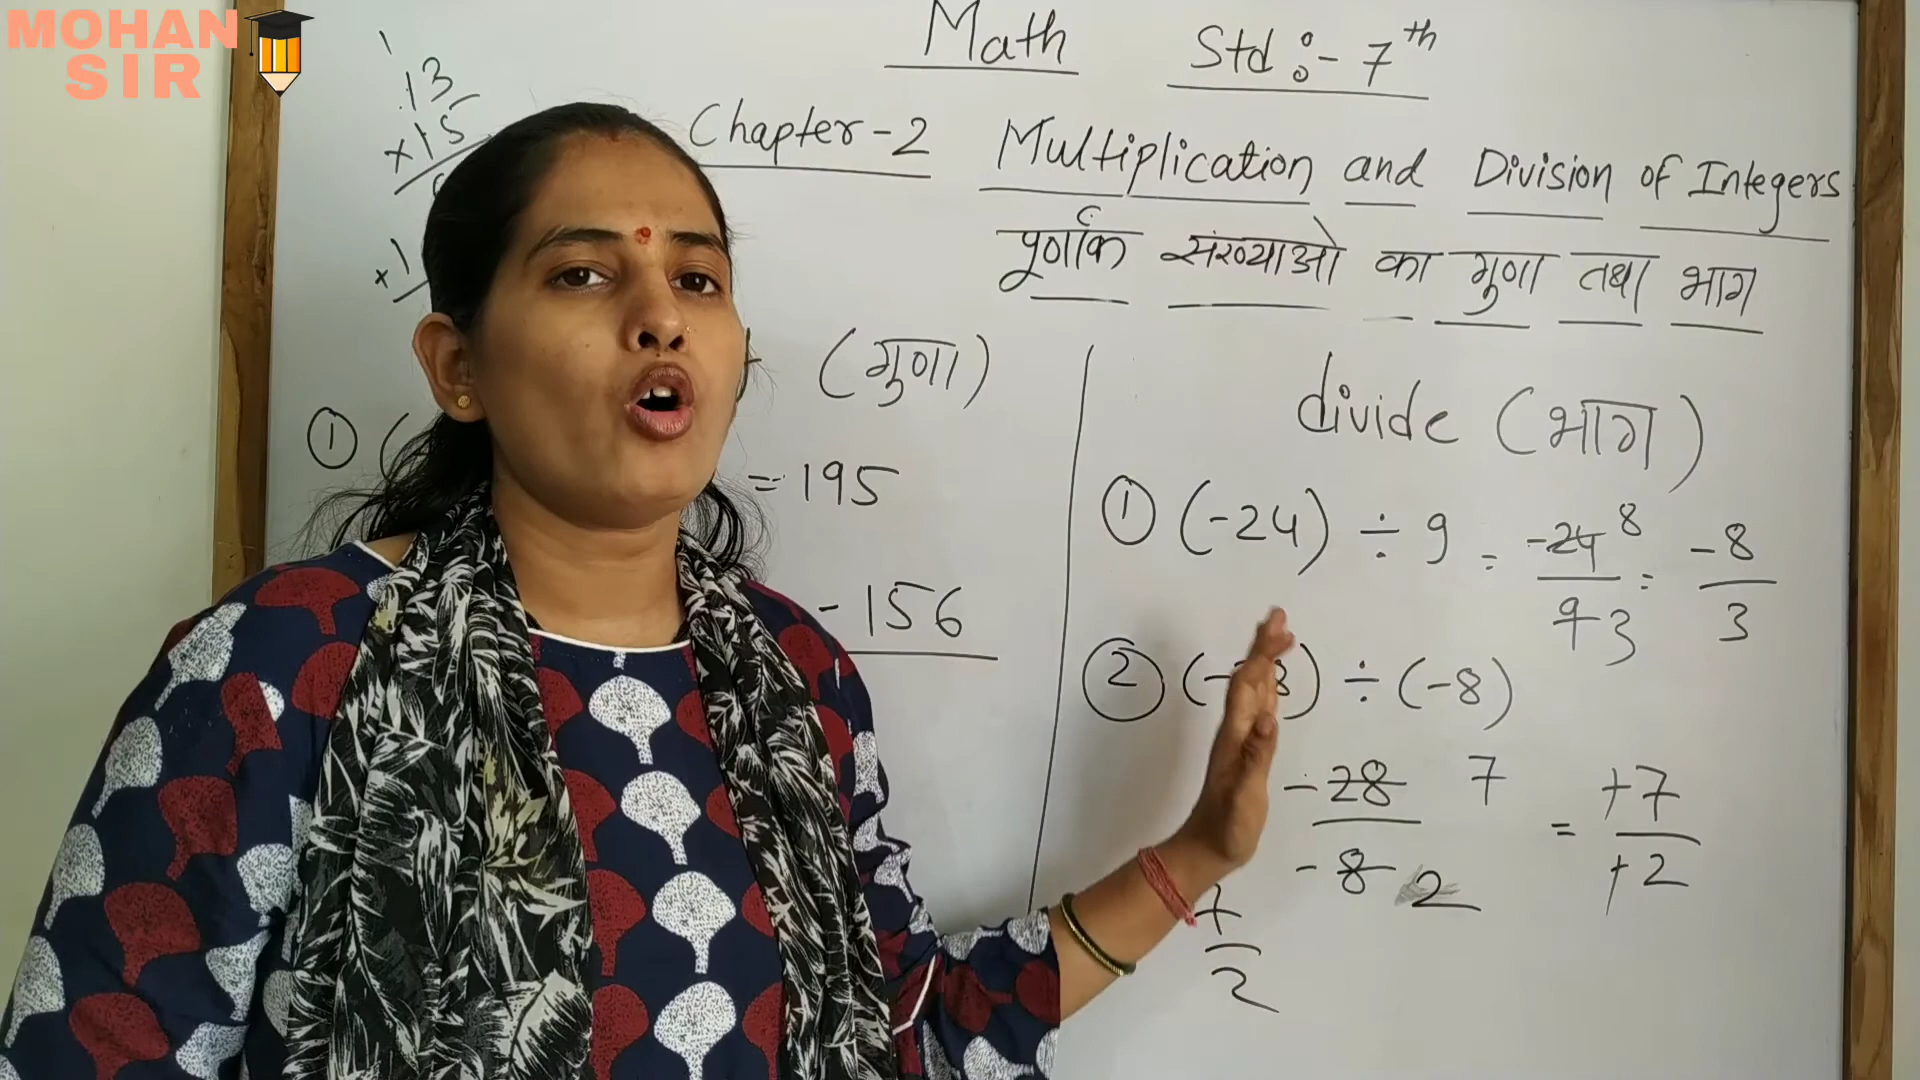 MOHAN
SIR
Math Std :- 7th
Chapter-2 Multiplication and Division of Integers
पूर्णांक संख्याओ का गुणा तथा भाग
13
×15
×1
(गुणा)
① ( = 195
- 156
divide (भाग)
① (-24) ÷ 9 = -24 8 / 9 3 = -8 / 3
② (- 8) ÷ (-8)
-28 7 / -8 2 = +7 / +2
7 / 2